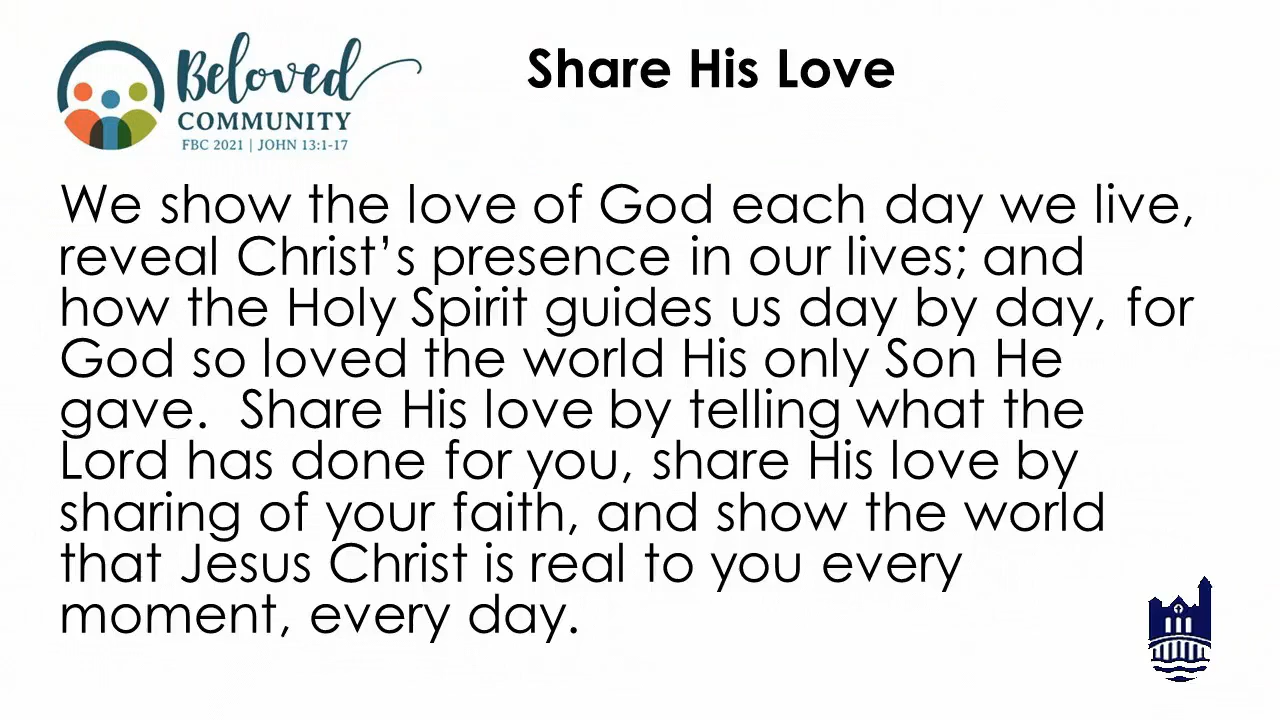 Beloved
COMMUNITY
FBC 2021 | JOHN 13:1-17
Share His Love
We show the love of God each day we live,
reveal Christ’s presence in our lives; and
how the Holy Spirit guides us day by day, for
God so loved the world His only Son He
gave.  Share His love by telling what the
Lord has done for you, share His love by
sharing of your faith, and show the world
that Jesus Christ is real to you every
moment, every day.